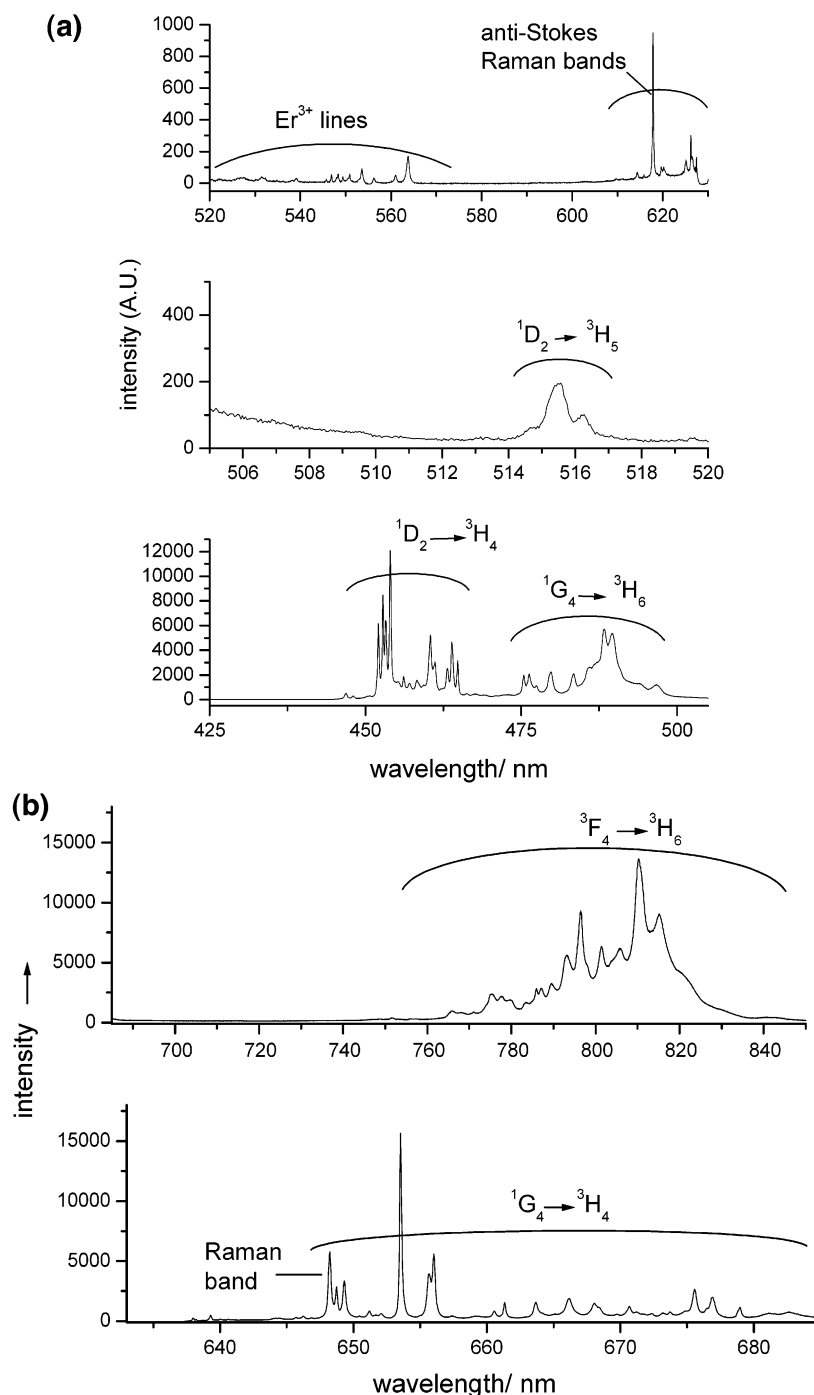 (a)
1000
800
600
400
200
0
anti-Stokes
Raman bands
Er³⁺ lines
520 540 560 580 600 620
intensity (A.U.)
400
200
0
¹D₂ → ³H₅
506 508 510 512 514 516 518 520
12000
10000
8000
6000
4000
2000
0
¹D₂ → ³H₄
¹G₄ → ³H₆
425 450 475 500
wavelength/ nm
(b)
15000
10000
5000
0
³F₄ → ³H₆
700 720 740 760 780 800 820 840
intensity →
15000
10000
5000
0
¹G₄ → ³H₄
Raman
band
640 650 660 670 680
wavelength/ nm